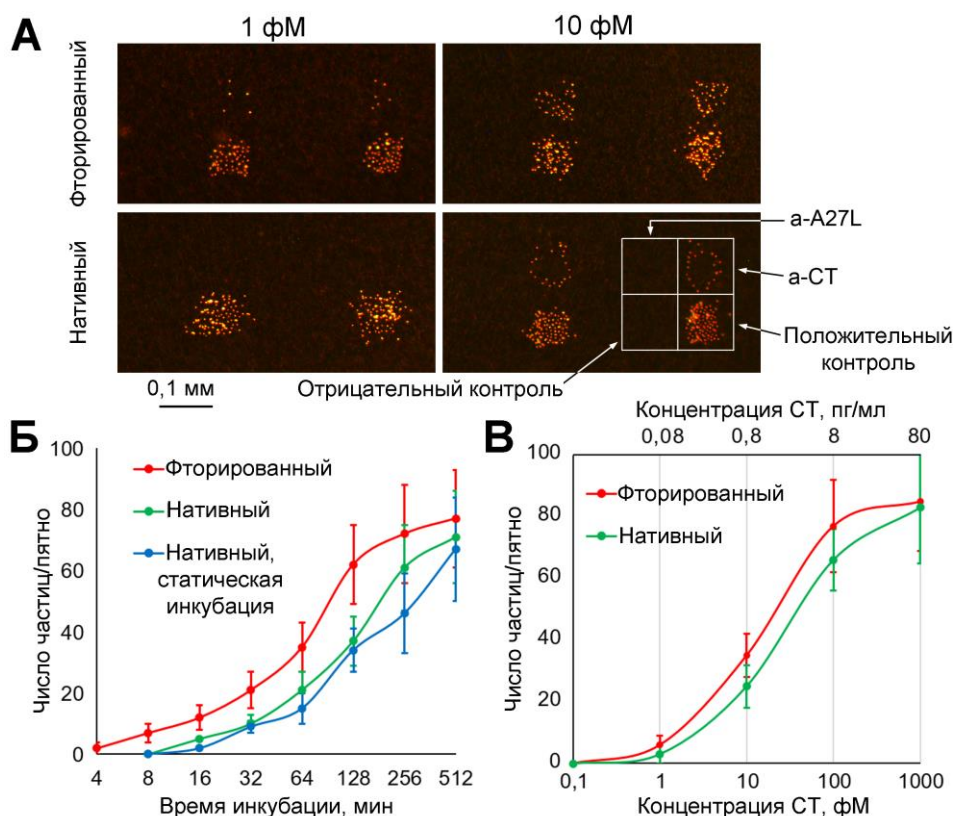 А
1 фМ
10 фМ
Фторированный
Нативный
а-A27L
а-СТ
Положительный
контроль
Отрицательный контроль
0,1 мм
Б
Число частиц/пятно
100
80
60
40
20
0
Фторированный
Нативный
Нативный,
статическая
инкубация
4 8 16 32 64 128 256 512
Время инкубации, мин
В
Концентрация СТ, пг/мл
0,08 0,8 8 80
Число частиц/пятно
100
80
60
40
20
0
Фторированный
Нативный
0,1 1 10 100 1000
Концентрация СТ, фМ